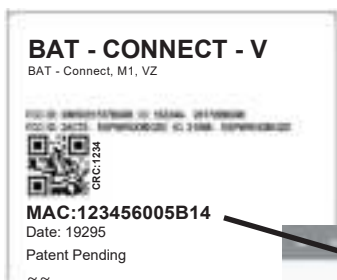 BAT - CONNECT - V
BAT - Connect, M1, VZ
CRC:1234
MAC:123456005B14
Date: 19295
Patent Pending